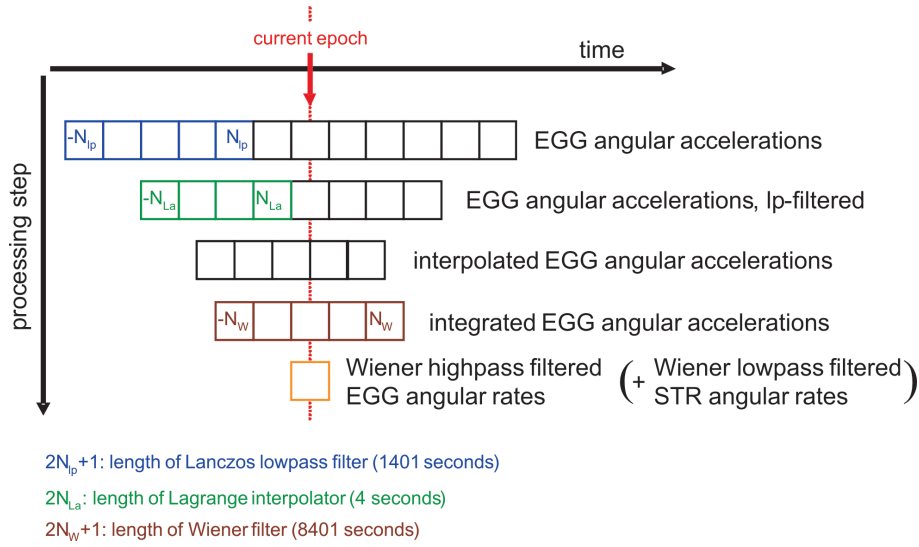 current epoch
time
processing step
-Nlp Nlp EGG angular accelerations
-NLa NLa EGG angular accelerations, lp-filtered
interpolated EGG angular accelerations
-NW NW integrated EGG angular accelerations
Wiener highpass filtered
EGG angular rates
(+ Wiener lowpass filtered
STR angular rates)
2Nlp+1: length of Lanczos lowpass filter (1401 seconds)
2NLa: length of Lagrange interpolator (4 seconds)
2NW+1: length of Wiener filter (8401 seconds)